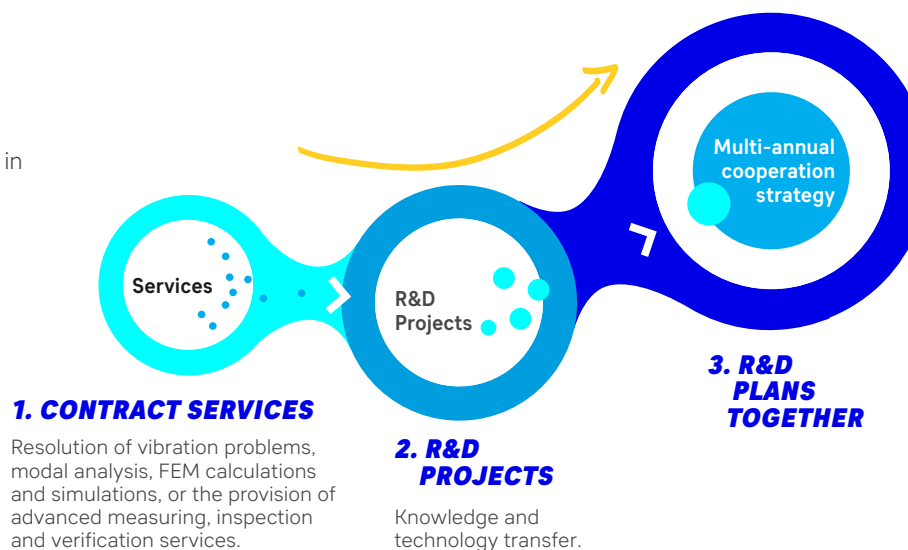 in
Multi-annual
cooperation
strategy
Services
R&D
Projects
1. CONTRACT SERVICES
Resolution of vibration problems,
modal analysis, FEM calculations
and simulations, or the provision of
advanced measuring, inspection
and verification services.
2. R&D
PROJECTS
Knowledge and
technology transfer.
3. R&D
PLANS
TOGETHER